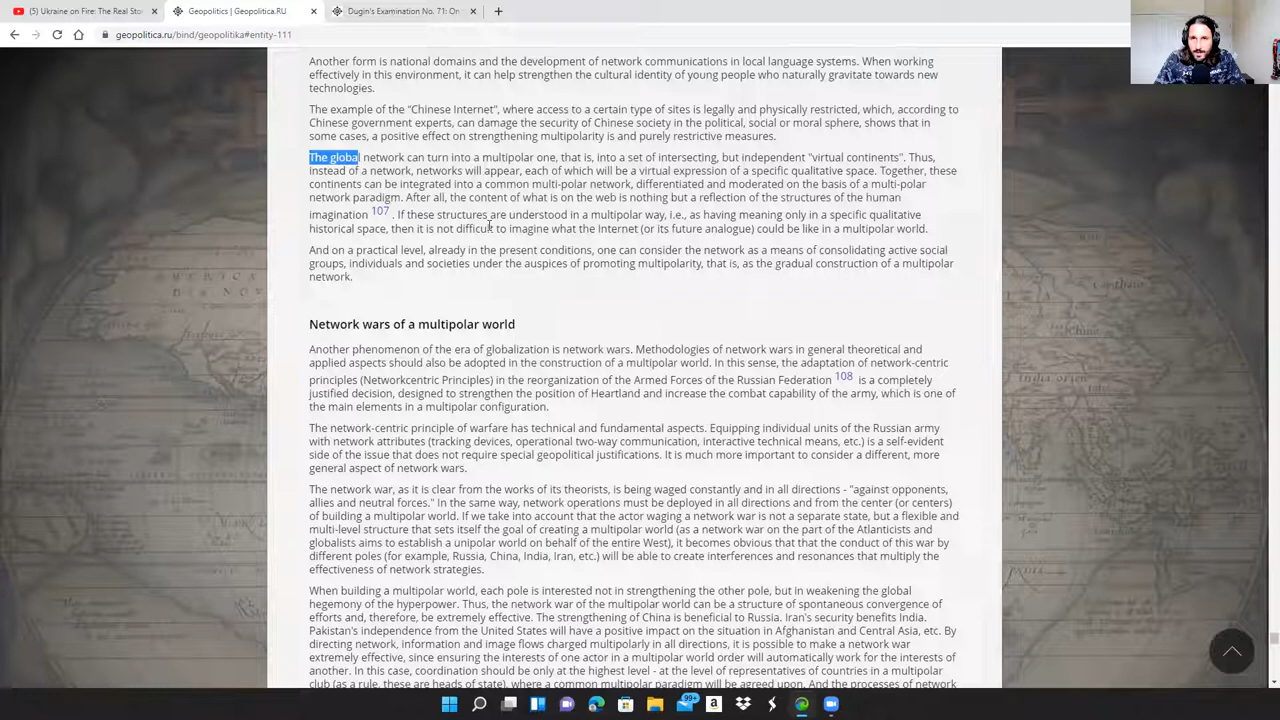 (5) Ukraine on Fire: The Real Sto
Geopolitics | Geopolitica.RU
Dugin's Examination No. 71: Or
geopolitica.ru/bind/geopolitika#entity-111
Another form is national domains and the development of network communications in local language systems. When working
effectively in this environment, it can help strengthen the cultural identity of young people who naturally gravitate towards new
technologies.
The example of the "Chinese Internet", where access to a certain type of sites is legally and physically restricted, which, according to
Chinese government experts, can damage the security of Chinese society in the political, social or moral sphere, shows that in
some cases, a positive effect on strengthening multipolarity is and purely restrictive measures.
The global network can turn into a multipolar one, that is, into a set of intersecting, but independent "virtual continents". Thus,
instead of a network, networks will appear, each of which will be a virtual expression of a specific qualitative space. Together, these
continents can be integrated into a common multi-polar network, differentiated and moderated on the basis of a multi-polar
network paradigm. After all, the content of what is on the web is nothing but a reflection of the structures of the human
imagination 107 . If these structures are understood in a multipolar way, i.e., as having meaning only in a specific qualitative
historical space, then it is not difficult to imagine what the Internet (or its future analogue) could be like in a multipolar world.
And on a practical level, already in the present conditions, one can consider the network as a means of consolidating active social
groups, individuals and societies under the auspices of promoting multipolarity, that is, as the gradual construction of a multipolar
network.
Network wars of a multipolar world
Another phenomenon of the era of globalization is network wars. Methodologies of network wars in general theoretical and
applied aspects should also be adopted in the construction of a multipolar world. In this sense, the adaptation of network-centric
principles (Networkcentric Principles) in the reorganization of the Armed Forces of the Russian Federation 108 is a completely
justified decision, designed to strengthen the position of Heartland and increase the combat capability of the army, which is one of
the main elements in a multipolar configuration.
The network-centric principle of warfare has technical and fundamental aspects. Equipping individual units of the Russian army
with network attributes (tracking devices, operational two-way communication, interactive technical means, etc.) is a self-evident
side of the issue that does not require special geopolitical justifications. It is much more important to consider a different, more
general aspect of network wars.
The network war, as it is clear from the works of its theorists, is being waged constantly and in all directions - "against opponents,
allies and neutral forces." In the same way, network operations must be deployed in all directions and from the center (or centers)
of building a multipolar world. If we take into account that the actor waging a network war is not a separate state, but a flexible and
multi-level structure that sets itself the goal of creating a multipolar world (as a network war on the part of the Atlanticists and
globalists aims to establish a unipolar world on behalf of the entire West), it becomes obvious that that the conduct of this war by
different poles (for example, Russia, China, India, Iran, etc.) will be able to create interferences and resonances that multiply the
effectiveness of network strategies.
When building a multipolar world, each pole is interested not in strengthening the other pole, but in weakening the global
hegemony of the hyperpower. Thus, the network war of the multipolar world can be a structure of spontaneous convergence of
efforts and, therefore, be extremely effective. The strengthening of China is beneficial to Russia. Iran's security benefits India.
Pakistan's independence from the United States will have a positive impact on the situation in Afghanistan and Central Asia, etc. By
directing network, information and image flows charged multipolarly in all directions, it is possible to make a network war
extremely effective, since ensuring the interests of one actor in a multipolar world order will automatically work for the interests of
another. In this case, coordination should be only at the highest level - at the level of representatives of countries in a multipolar
club (as a rule, these are heads of state), where a common multipolar paradigm will be agreed upon. And the processes of network
99+